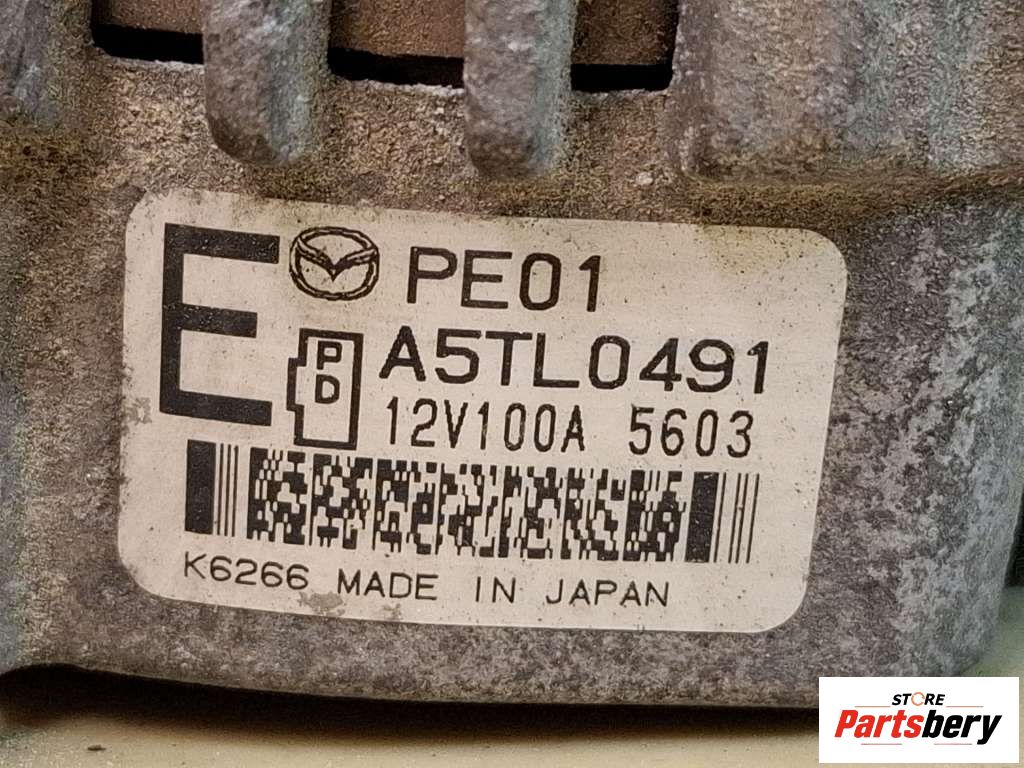 E PE01
PD A5TL0491
12V100A 5603
K6266 MADE IN JAPAN
STORE
Partsbery